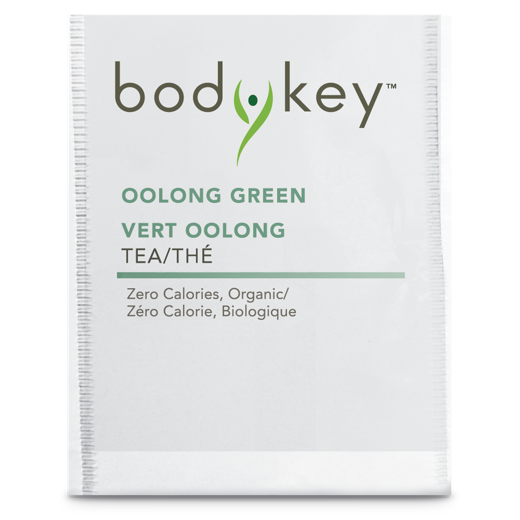 bodykey™
OOLONG GREEN
VERT OOLONG
TEA/THÉ
Zero Calories, Organic/
Zéro Calorie, Biologique